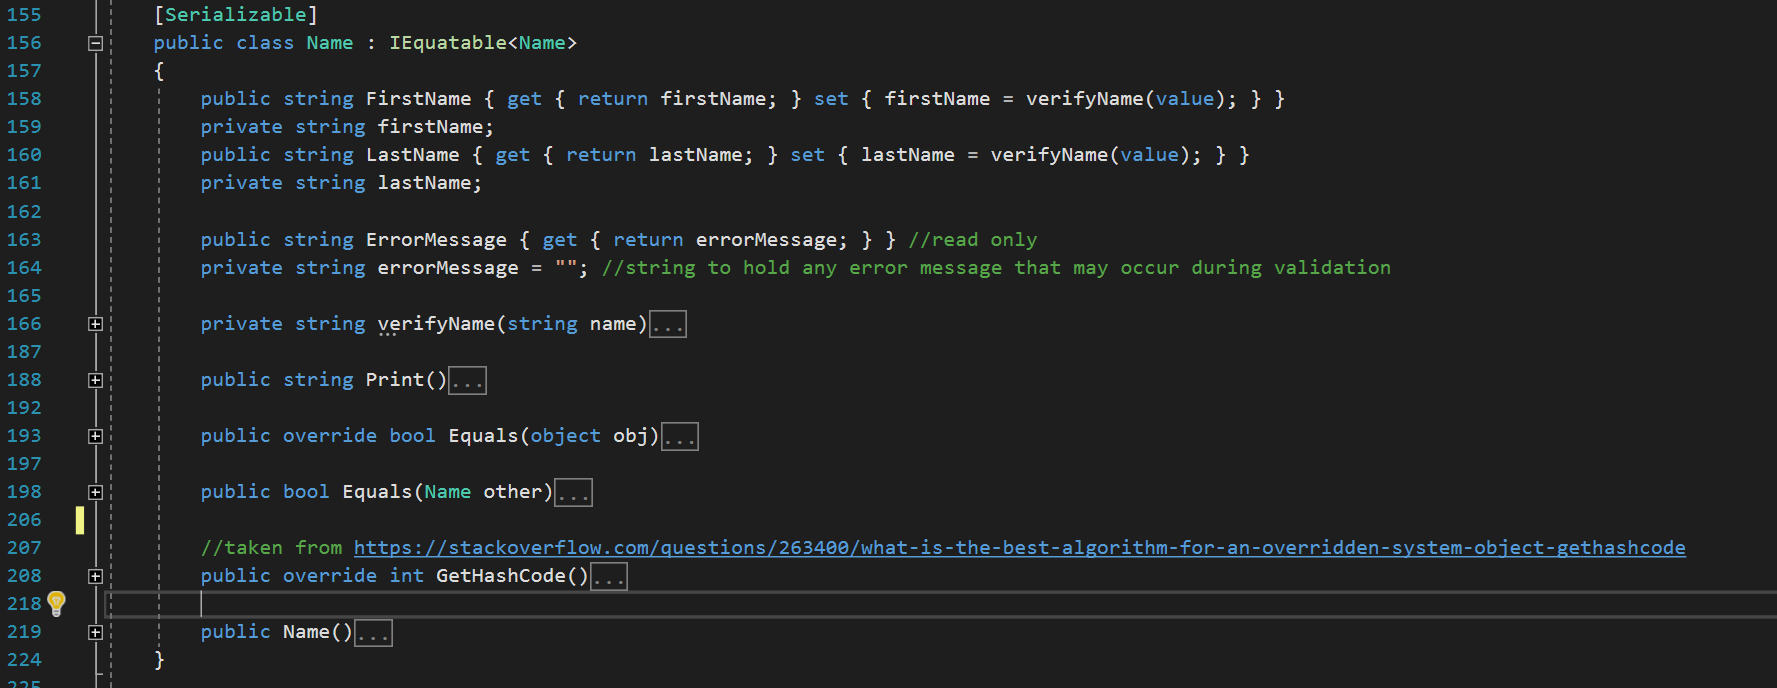 155 [Serializable]
156 public class Name : IEquatable<Name>
157 {
158 public string FirstName { get { return firstName; } set { firstName = verifyName(value); } }
159 private string firstName;
160 public string LastName { get { return lastName; } set { lastName = verifyName(value); } }
161 private string lastName;
162
163 public string ErrorMessage { get { return errorMessage; } } //read only
164 private string errorMessage = ""; //string to hold any error message that may occur during validation
165
166 private string verifyName(string name)...
187
188 public string Print()...
192
193 public override bool Equals(object obj)...
197
198 public bool Equals(Name other)...
206
207 //taken from https://stackoverflow.com/questions/263400/what-is-the-best-algorithm-for-an-overridden-system-object-gethashcode
208 public override int GetHashCode()...
218
219 public Name()...
224 }
225